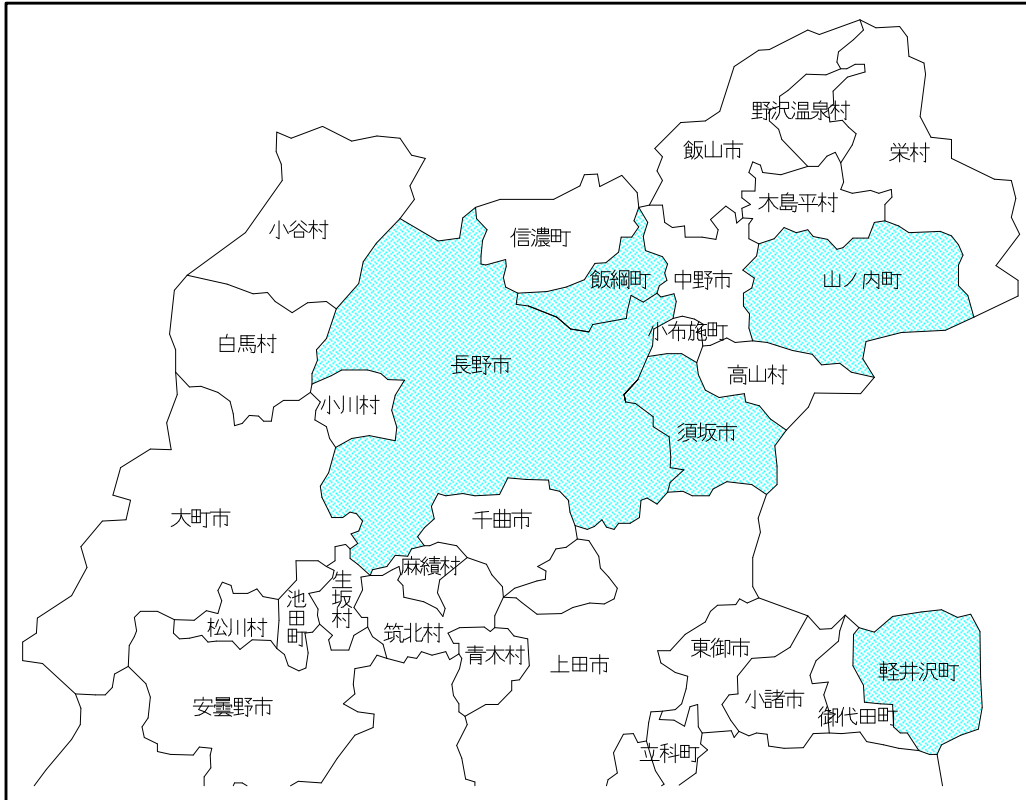 野沢温泉村
飯山市
栄村
木島平村
小谷村
信濃町
飯綱町
中野市
山ノ内町
小布施町
白馬村
長野市
高山村
小川村
須坂市
大町市
千曲市
麻績村
生坂村
池田町
松川村
筑北村
青木村
上田市
東御市
軽井沢町
小諸市
安曇野市
御代田町
立科町